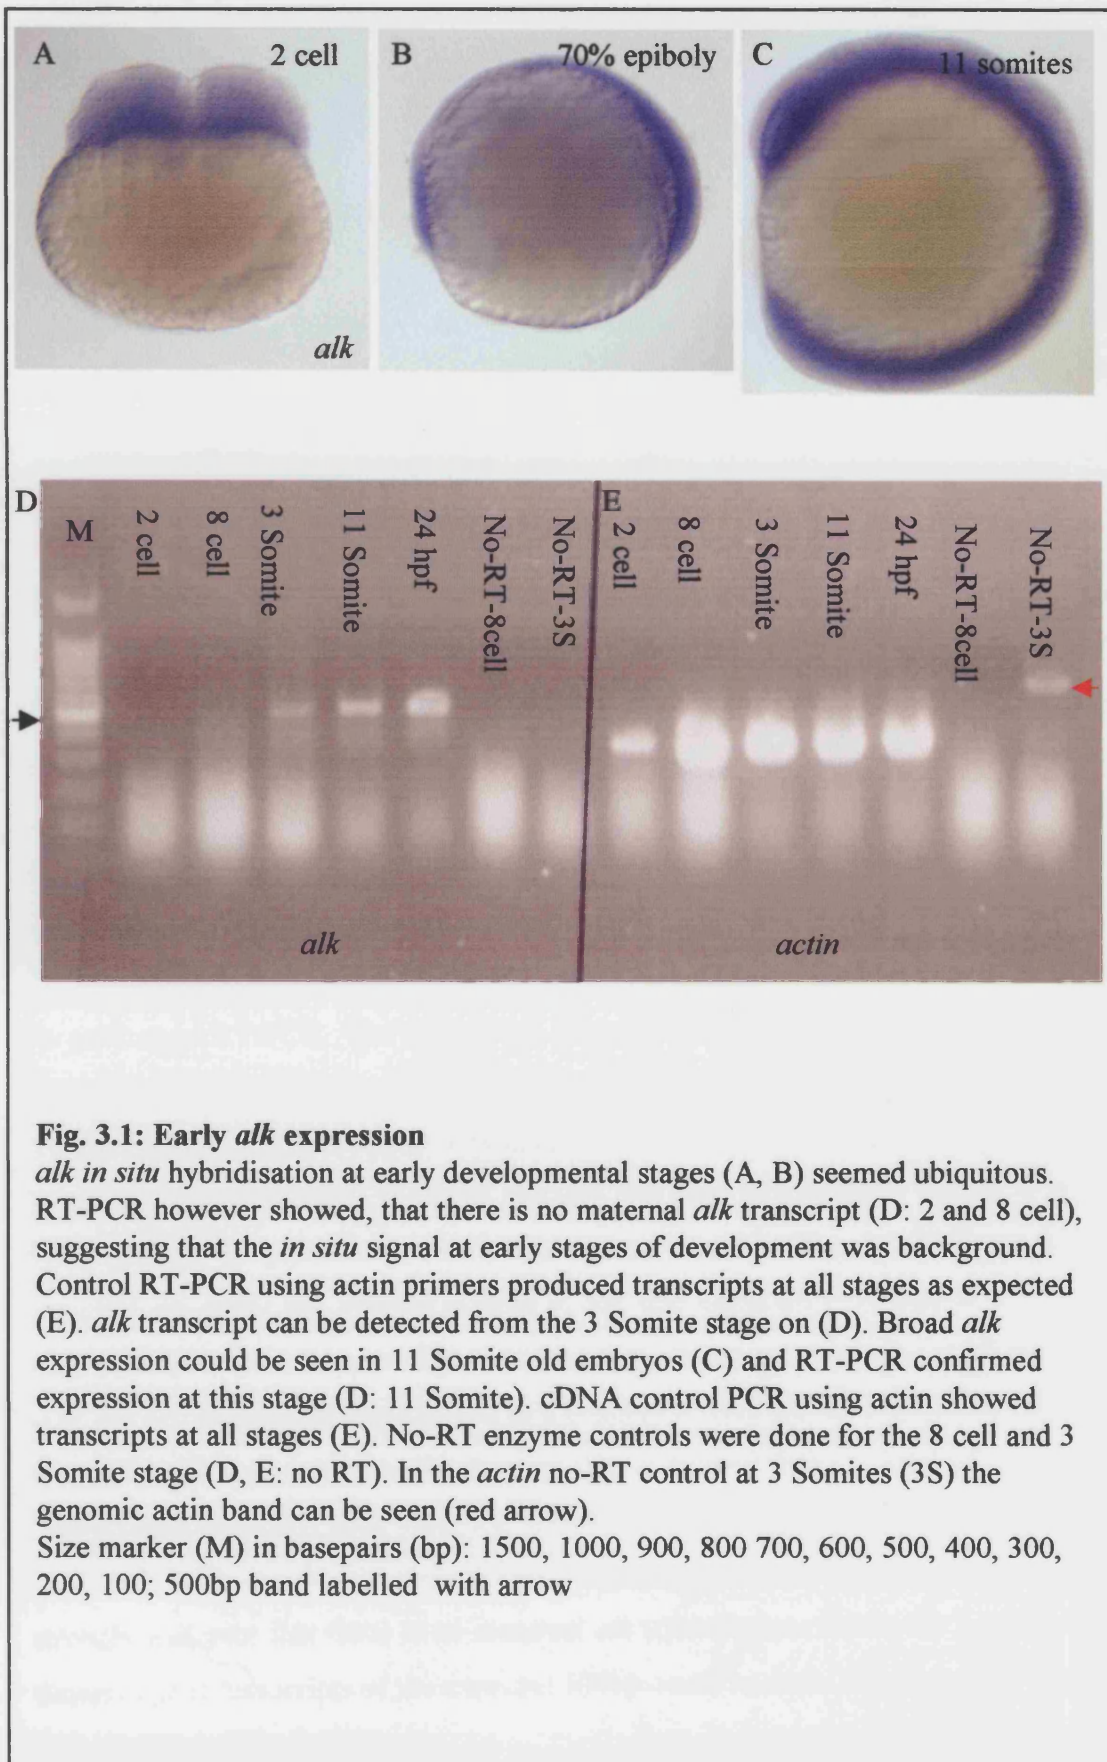 A
2 cell
alk
B
70% epiboly
C
11 somites
D
M
2 cell
8 cell
3 Somite
11 Somite
24 hpf
No-RT-8cell
No-RT-3S
alk
E
2 cell
8 cell
3 Somite
11 Somite
24 hpf
No-RT-8cell
No-RT-3S
actin
Fig. 3.1: Early alk expression
alk in situ hybridisation at early developmental stages (A, B) seemed ubiquitous.
RT-PCR however showed, that there is no maternal alk transcript (D: 2 and 8 cell),
suggesting that the in situ signal at early stages of development was background.
Control RT-PCR using actin primers produced transcripts at all stages as expected
(E). alk transcript can be detected from the 3 Somite stage on (D). Broad alk
expression could be seen in 11 Somite old embryos (C) and RT-PCR confirmed
expression at this stage (D: 11 Somite). cDNA control PCR using actin showed
transcripts at all stages (E). No-RT enzyme controls were done for the 8 cell and 3
Somite stage (D, E: no RT). In the actin no-RT control at 3 Somites (3S) the
genomic actin band can be seen (red arrow).
Size marker (M) in basepairs (bp): 1500, 1000, 900, 800 700, 600, 500, 400, 300,
200, 100; 500bp band labelled with arrow